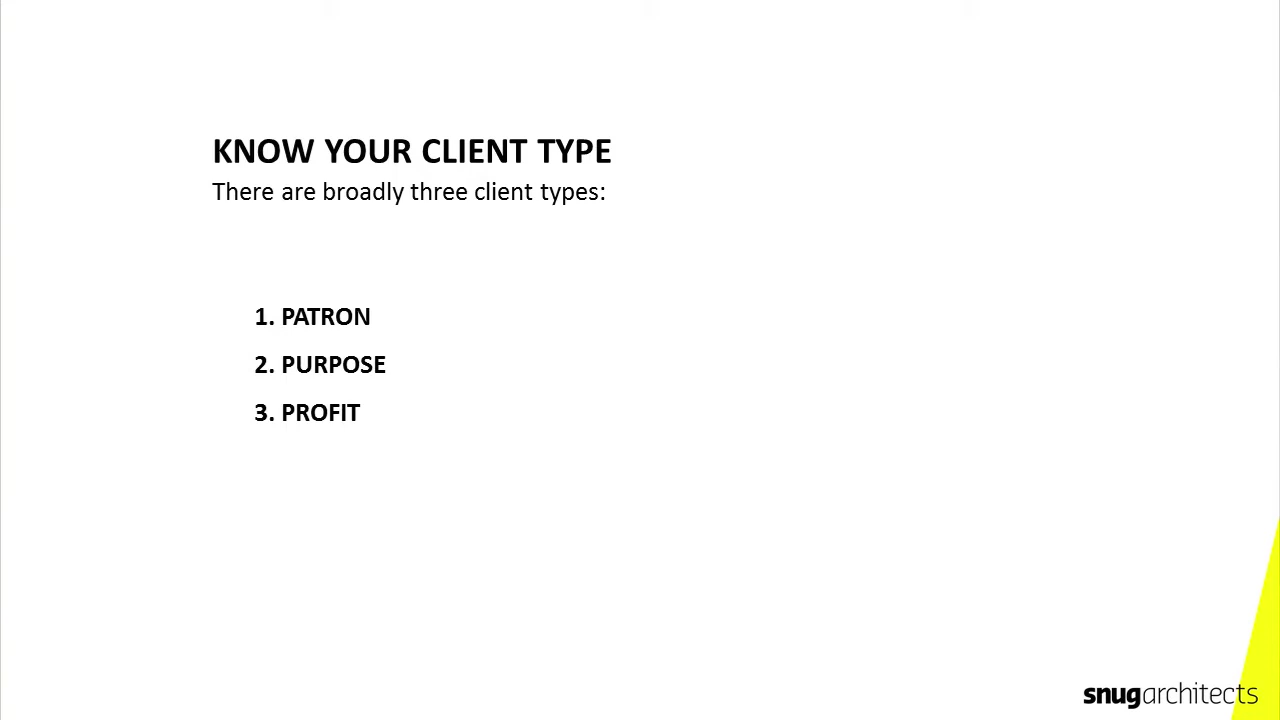 KNOW YOUR CLIENT TYPE
There are broadly three client types:
1. PATRON
2. PURPOSE
3. PROFIT
snugarchitects